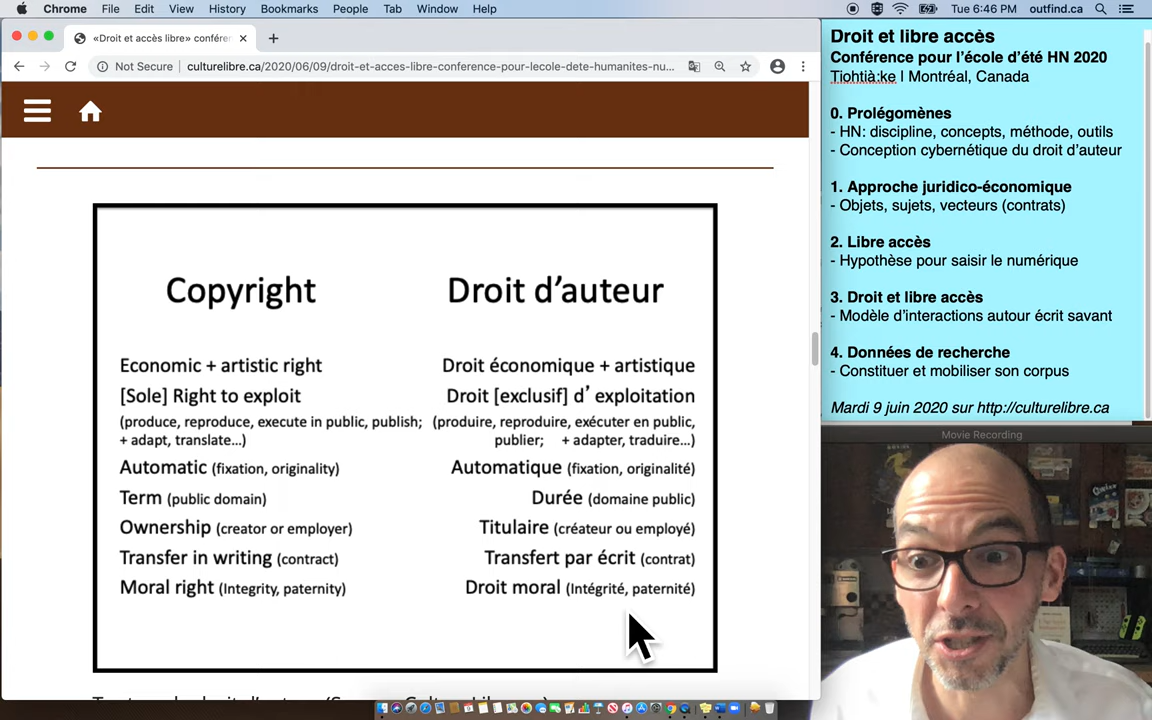 Chrome File Edit View History Bookmarks People Tab Window Help
Tue 6:46 PM outfind.ca
«Droit et accès libre» conféren
Not Secure culturelibre.ca/2020/06/09/droit-et-acces-libre-conference-pour-lecole-dete-humanites-nu...
Copyright
Economic + artistic right
[Sole] Right to exploit
(produce, reproduce, execute in public, publish;
+ adapt, translate...)
Automatic (fixation, originality)
Term (public domain)
Ownership (creator or employer)
Transfer in writing (contract)
Moral right (Integrity, paternity)
Droit d’auteur
Droit économique + artistique
Droit [exclusif] d’ exploitation
(produire, reproduire, exécuter en public,
publier; + adapter, traduire...)
Automatique (fixation, originalité)
Durée (domaine public)
Titulaire (créateur ou employé)
Transfert par écrit (contrat)
Droit moral (Intégrité, paternité)
Droit et libre accès
Conférence pour l’école d’été HN 2020
Tiohtià:ke | Montréal, Canada
0. Prolégomènes
- HN: discipline, concepts, méthode, outils
- Conception cybernétique du droit d’auteur
1. Approche juridico-économique
- Objets, sujets, vecteurs (contrats)
2. Libre accès
- Hypothèse pour saisir le numérique
3. Droit et libre accès
- Modèle d’interactions autour écrit savant
4. Données de recherche
- Constituer et mobiliser son corpus
Mardi 9 juin 2020 sur http://culturelibre.ca
Movie Recording